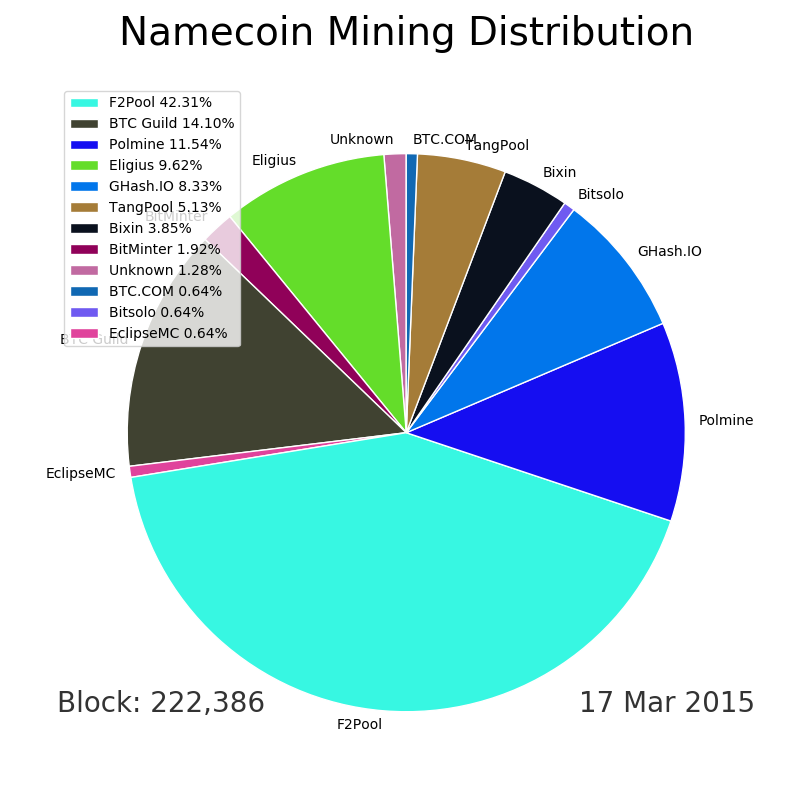 Namecoin Mining Distribution
F2Pool 42.31%
BTC Guild 14.10%
Polmine 11.54%
Eligius 9.62%
GHash.IO 8.33%
TangPool 5.13%
Bixin 3.85%
BitMinter 1.92%
Unknown 1.28%
BTC.COM 0.64%
Bitsolo 0.64%
EclipseMC 0.64%
Unknown
BTC.COM
TangPool
Eligius
Bixin
Bitsolo
BitMinter
GHash.IO
BTC Guild
Polmine
EclipseMC
Block: 222,386
17 Mar 2015
F2Pool